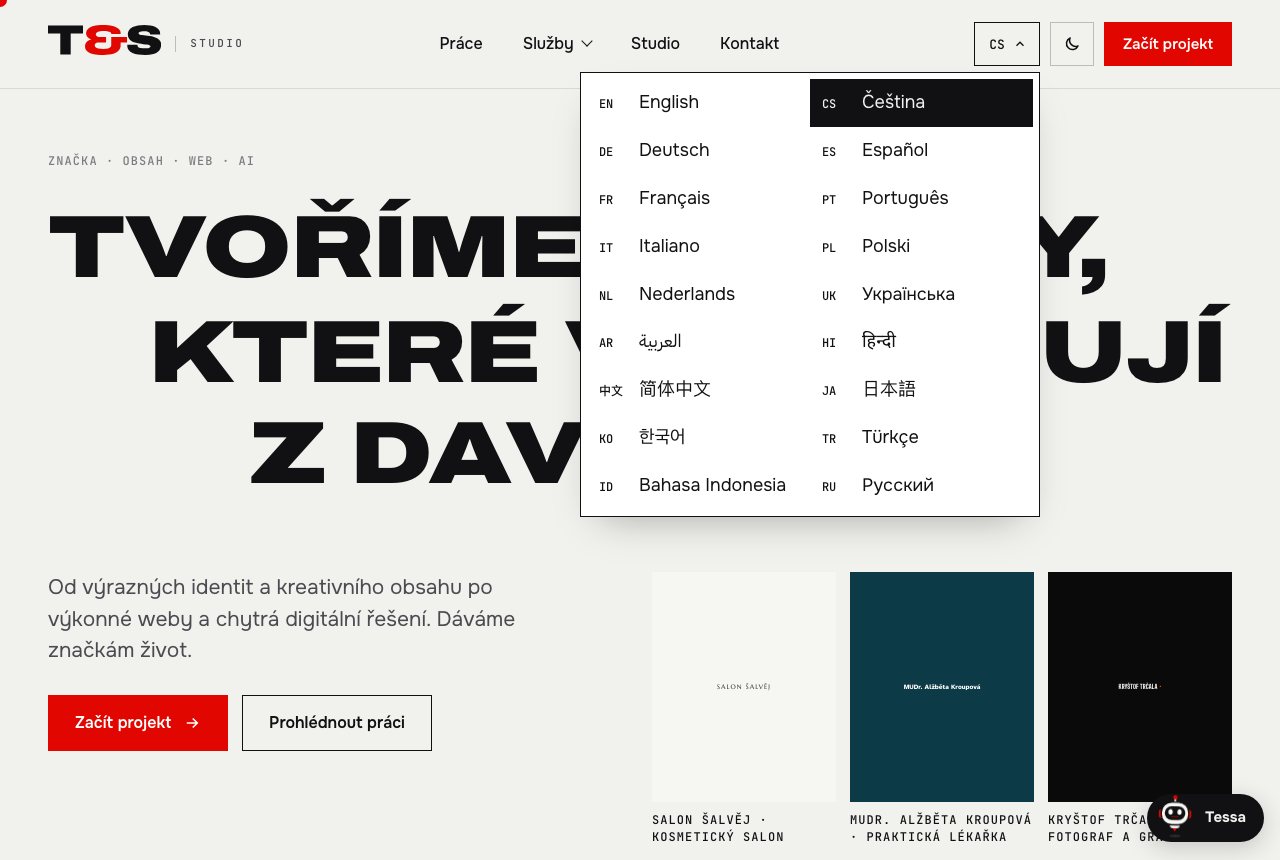 T&S STUDIO
Práce Služby Studio Kontakt
CS
Začít projekt
EN English
CS Čeština
DE Deutsch
ES Español
FR Français
PT Português
IT Italiano
PL Polski
NL Nederlands
UK Українська
AR العربية
HI हिन्दी
中文 简体中文
JA 日本語
KO 한국어
TR Türkçe
ID Bahasa Indonesia
RU Русский
ZNAČKA · OBSAH · WEB · AI
TVOŘÍME Y,
KTERÉ UJÍ
Z DAV
Od výrazných identit a kreativního obsahu po
výkonné weby a chytrá digitální řešení. Dáváme
značkám život.
Začít projekt →
Prohlédnout práci
SALON ŠALVĚJ
MUDr. Alžběta Kroupová
KRYŠTOF TRČALA
SALON ŠALVĚJ ·
KOSMETICKÝ SALON
MUDR. ALŽBĚTA KROUPOVÁ
· PRAKTICKÁ LÉKAŘKA
KRYŠTOF
FOTOGRAF A
Tessa